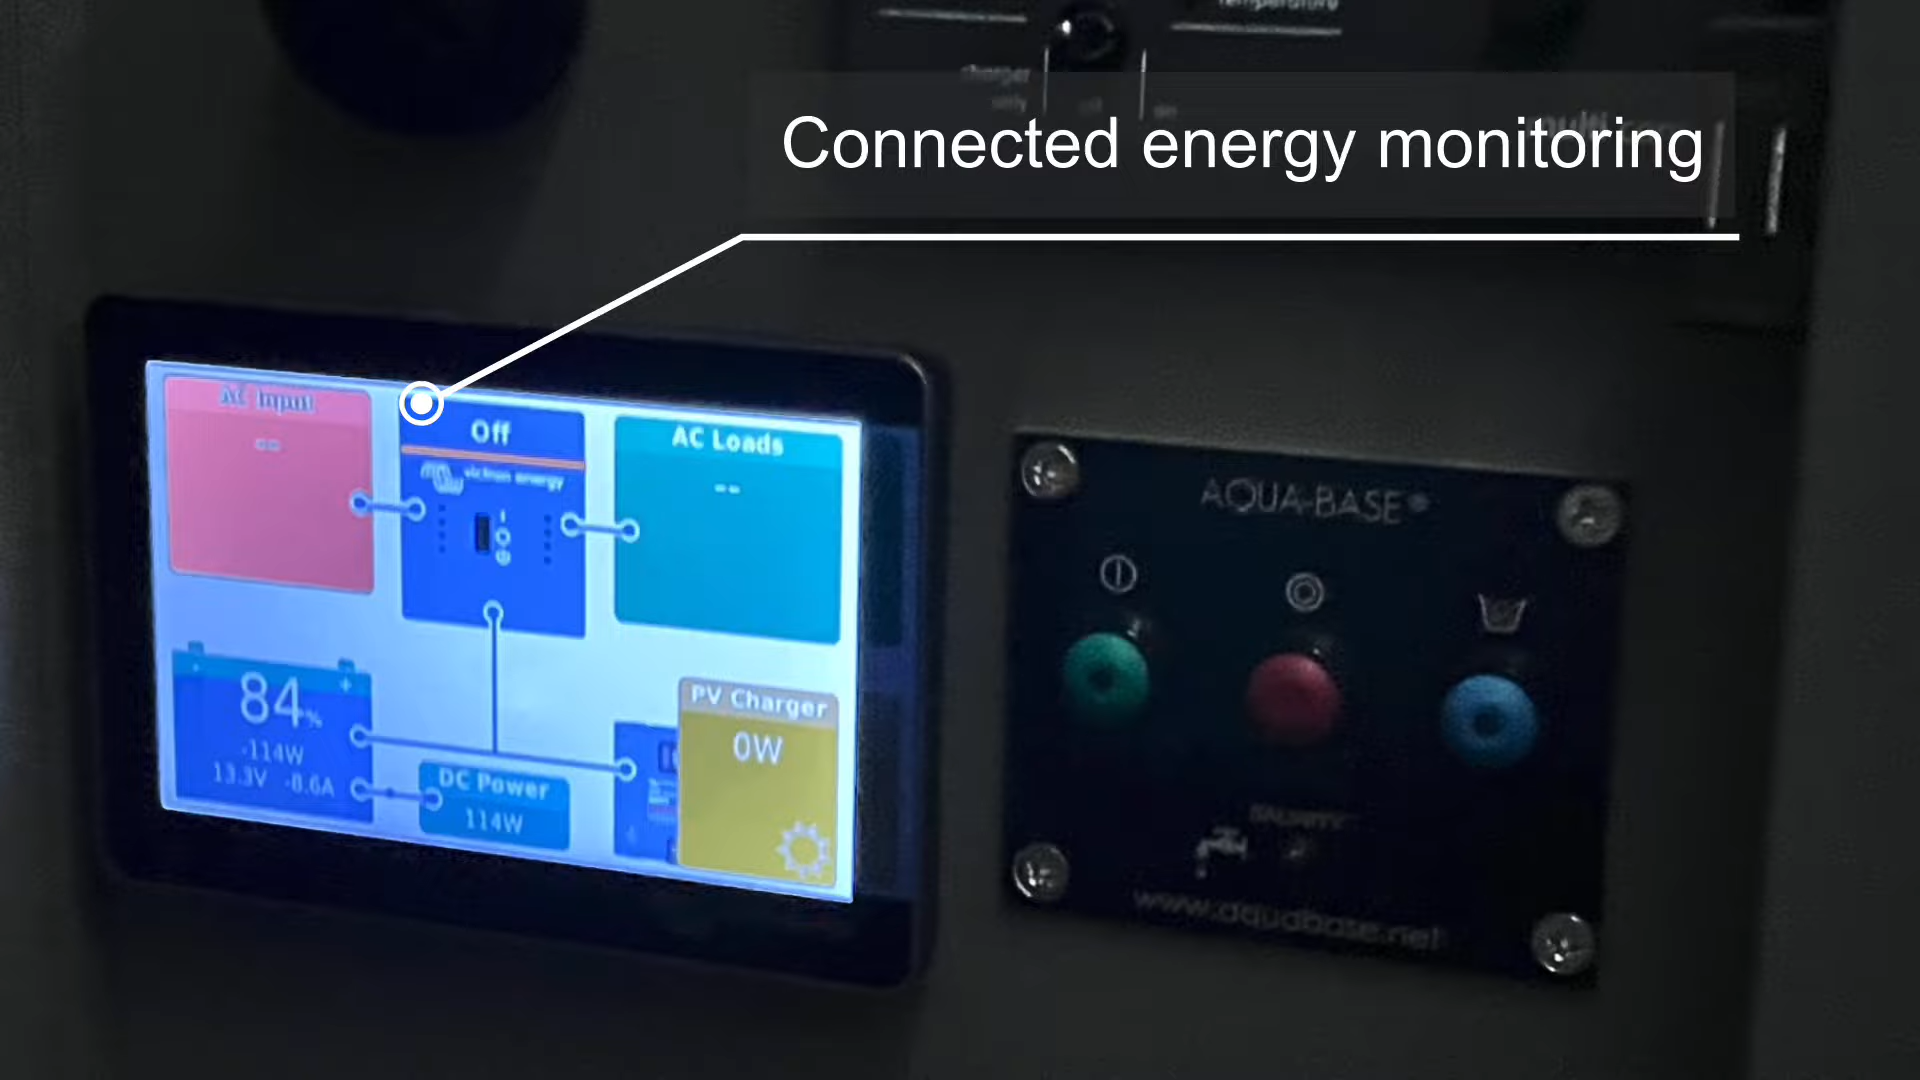 Temperature
charger
only
off
on
Connected energy monitoring
AC Input
--
Off
victron energy
AC Loads
--
84%
-114W
13.3V -8.6A
DC Power
114W
PV Charger
0W
AQUA-BASE®
www.aquabase.net